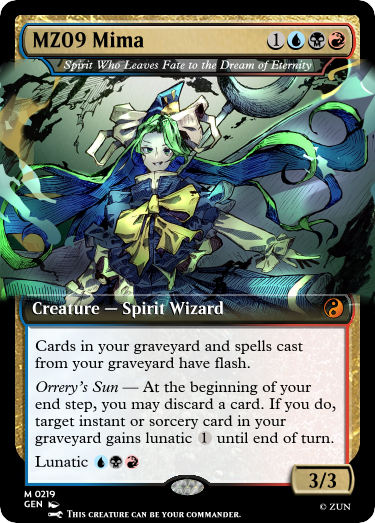 MZ09 Mima 1
Spirit Who Leaves Fate to the Dream of Eternity
Creature — Spirit Wizard
Cards in your graveyard and spells cast
from your graveyard have flash.
Orrery's Sun — At the beginning of your
end step, you may discard a card. If you do,
target instant or sorcery card in your
graveyard gains lunatic 1 until end of turn.
Lunatic
3/3
M 0219
GEN
© ZUN
THIS CREATURE CAN BE YOUR COMMANDER.